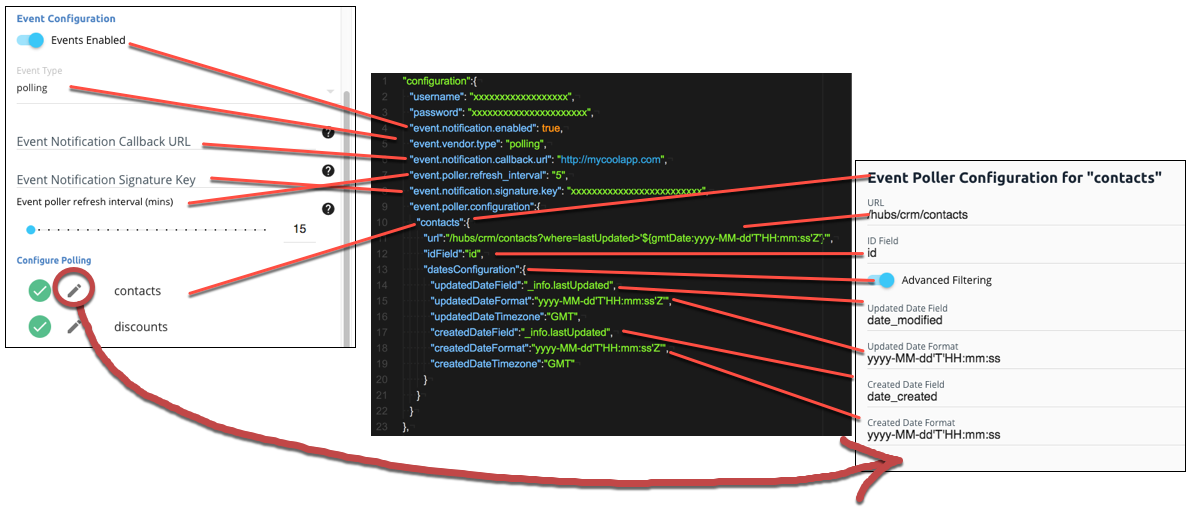 Event Configuration
Events Enabled
Event Type
polling
Event Notification Callback URL
?
Event Notification Signature Key
?
Event poller refresh interval (mins)
?
15
Configure Polling
contacts
discounts
1 "configuration":{
2 "username": "xxxxxxxxxxxxxxxxxx",
3 "password": "xxxxxxxxxxxxxxxxxxxxxx",
4 "event.notification.enabled": true,
5 "event.vendor.type": "polling",
6 "event.notification.callback.url": "http://mycoolapp.com",
7 "event.poller.refresh_interval": "5",
8 "event.notification.signature.key": "xxxxxxxxxxxxxxxxxxxxxxxxx"
9 "event.poller.configuration":{
10 "contacts":{
11 "url":"/hubs/crm/contacts?where=lastUpdated>'${gmtDate:yyyy-MM-dd'T'HH:mm:ss'Z'}'",
12 "idField":"id",
13 "datesConfiguration":{
14 "updatedDateField":"_info.lastUpdated",
15 "updatedDateFormat":"yyyy-MM-dd'T'HH:mm:ss'Z'",
16 "updatedDateTimezone":"GMT",
17 "createdDateField":"_info.lastUpdated",
18 "createdDateFormat":"yyyy-MM-dd'T'HH:mm:ss'Z'",
19 "createdDateTimezone":"GMT"
20 }
21 }
22 }
23 },
Event Poller Configuration for "contacts"
URL
/hubs/crm/contacts
ID Field
id
Advanced Filtering
Updated Date Field
date_modified
Updated Date Format
yyyy-MM-dd'T'HH:mm:ss
Created Date Field
date_created
Created Date Format
yyyy-MM-dd'T'HH:mm:ss